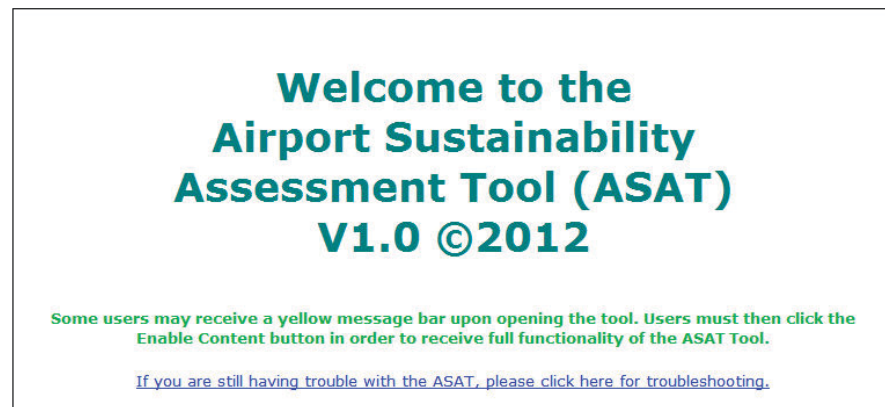 Welcome to the
Airport Sustainability
Assessment Tool (ASAT)
V1.0 ©2012
Some users may receive a yellow message bar upon opening the tool. Users must then click the
Enable Content button in order to receive full functionality of the ASAT Tool.
If you are still having trouble with the ASAT, please click here for troubleshooting.